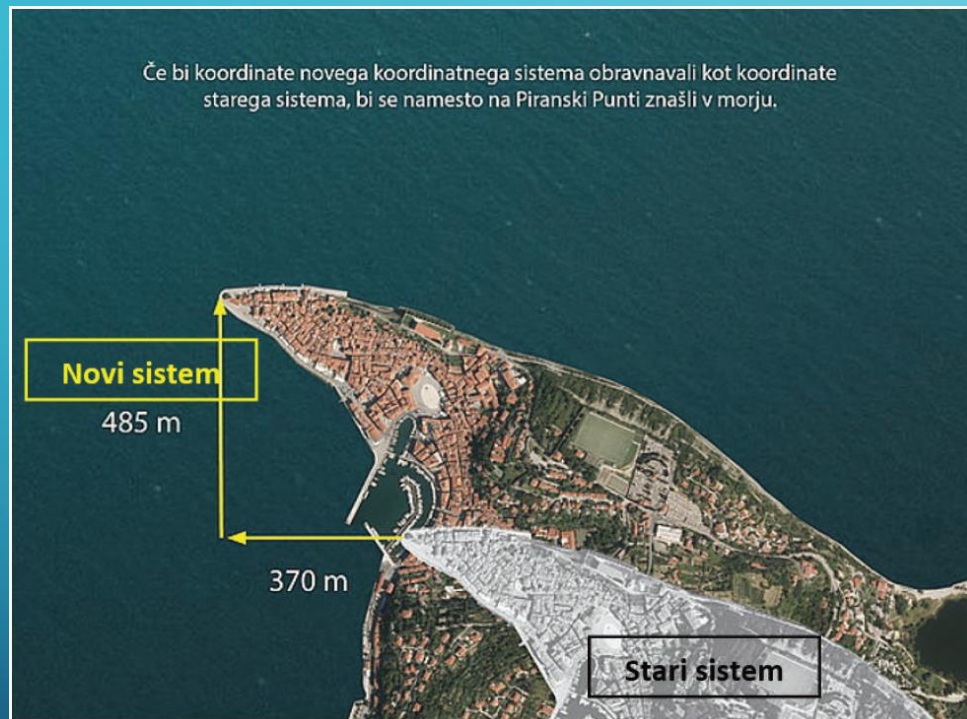 Če bi koordinate novega koordinatnega sistema obravnavali kot koordinate
starega sistema, bi se namesto na Piranski Punti znašli v morju.
Novi sistem
485 m
370 m
Stari sistem